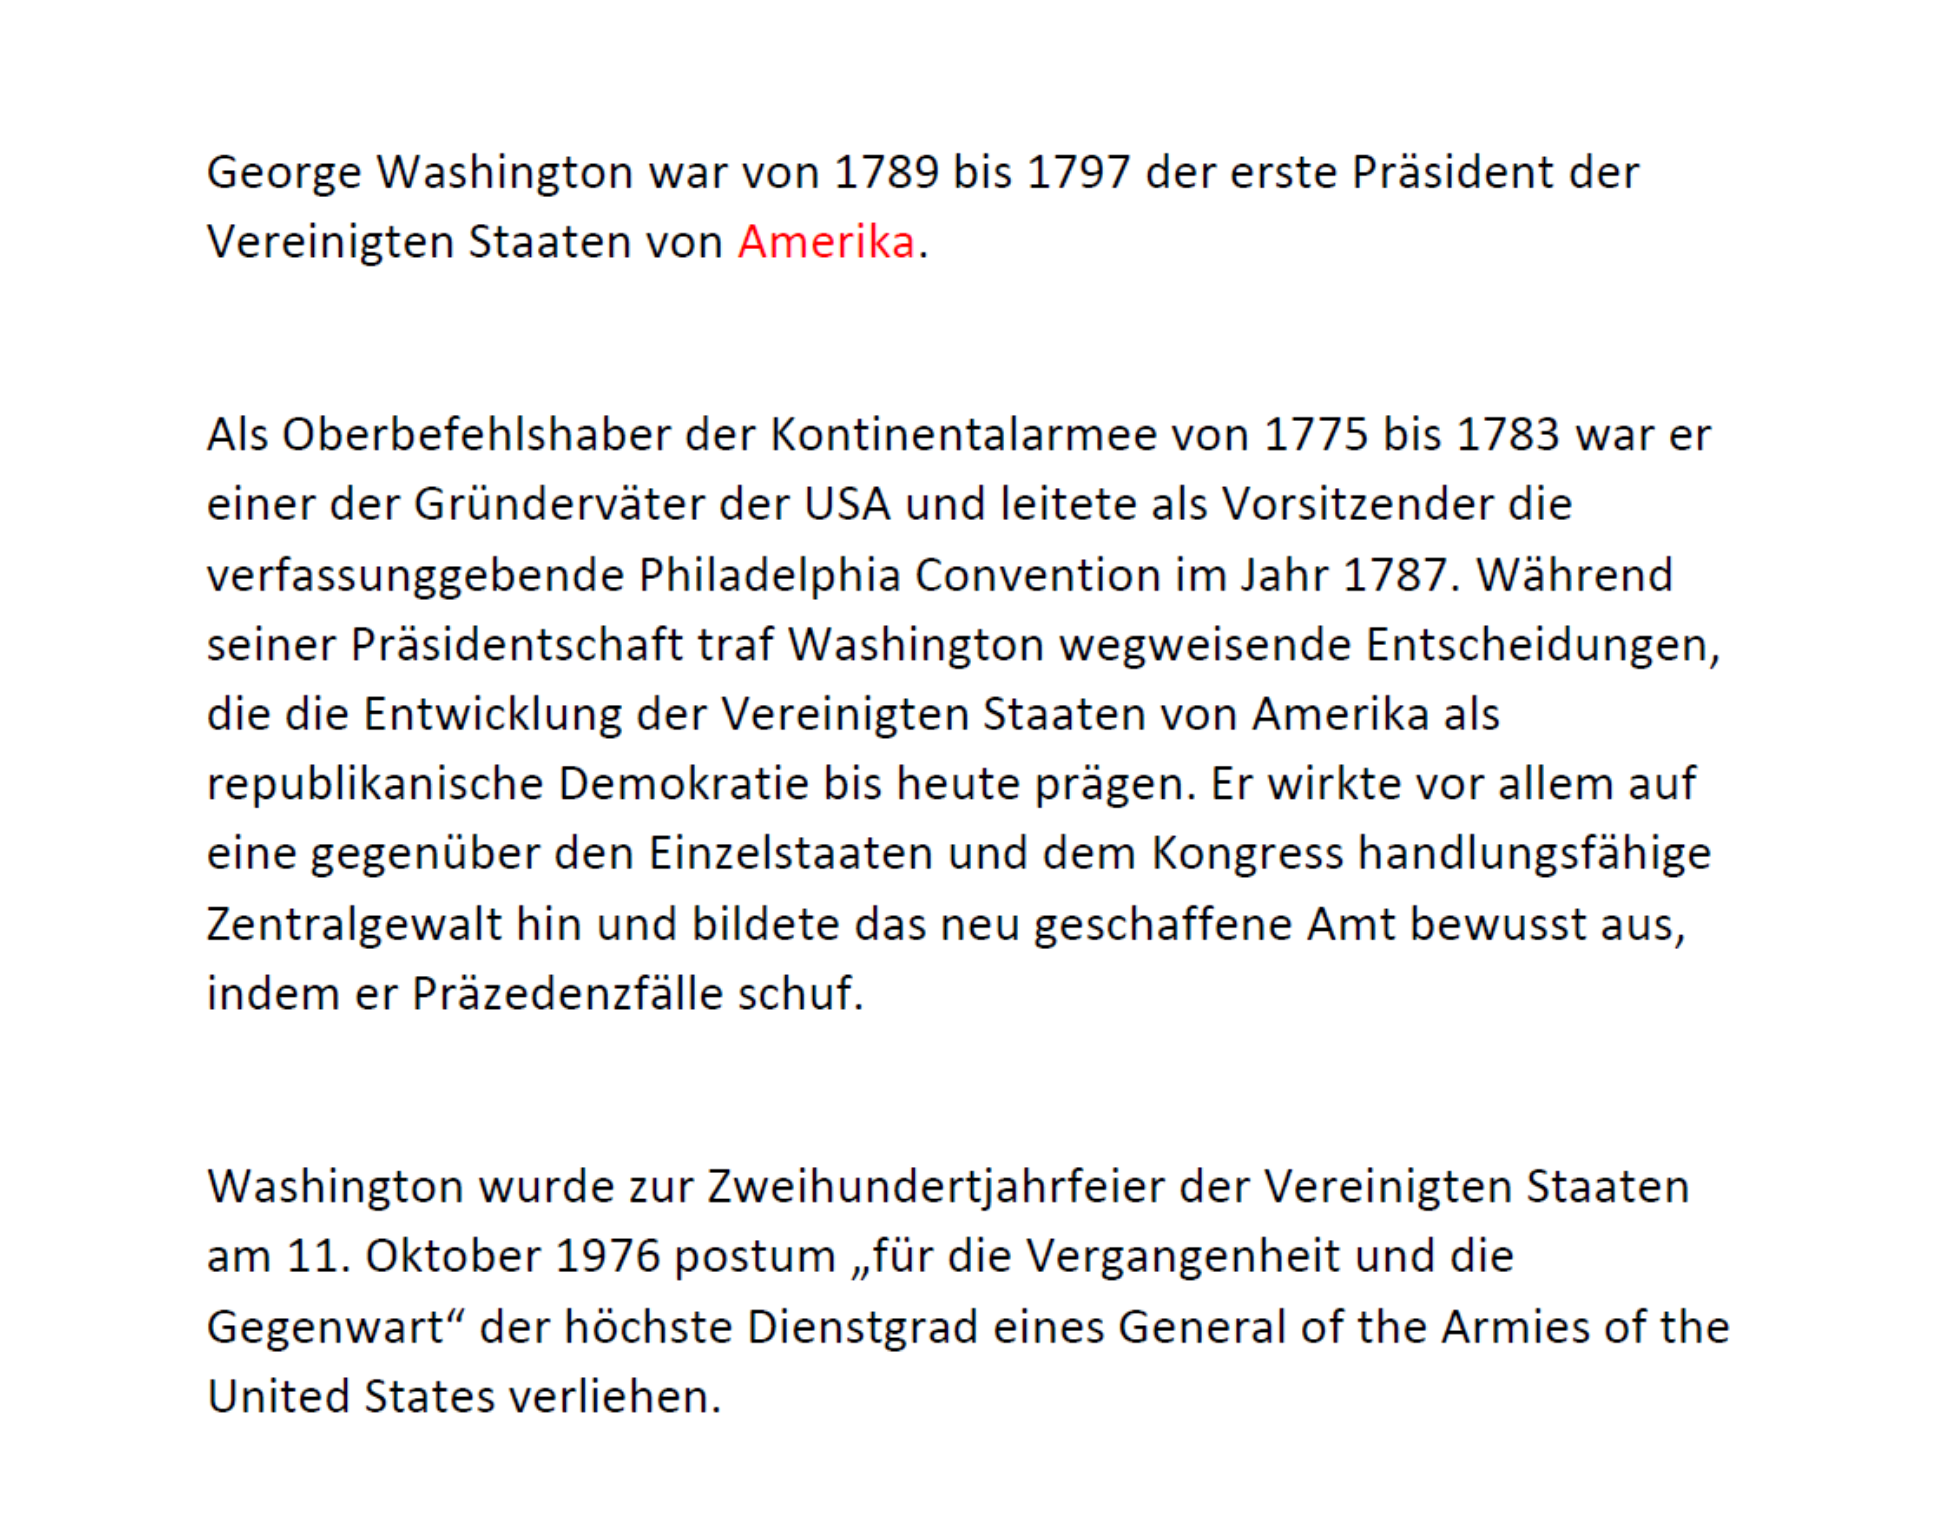 George Washington war von 1789 bis 1797 der erste Präsident der
Vereinigten Staaten von Amerika.
Als Oberbefehlshaber der Kontinentalarmee von 1775 bis 1783 war er
einer der Gründerväter der USA und leitete als Vorsitzender die
verfassunggebende Philadelphia Convention im Jahr 1787. Während
seiner Präsidentschaft traf Washington wegweisende Entscheidungen,
die die Entwicklung der Vereinigten Staaten von Amerika als
republikanische Demokratie bis heute prägen. Er wirkte vor allem auf
eine gegenüber den Einzelstaaten und dem Kongress handlungsfähige
Zentralgewalt hin und bildete das neu geschaffene Amt bewusst aus,
indem er Präzedenzfälle schuf.
Washington wurde zur Zweihundertjahrfeier der Vereinigten Staaten
am 11. Oktober 1976 postum „für die Vergangenheit und die
Gegenwart“ der höchste Dienstgrad eines General of the Armies of the
United States verliehen.